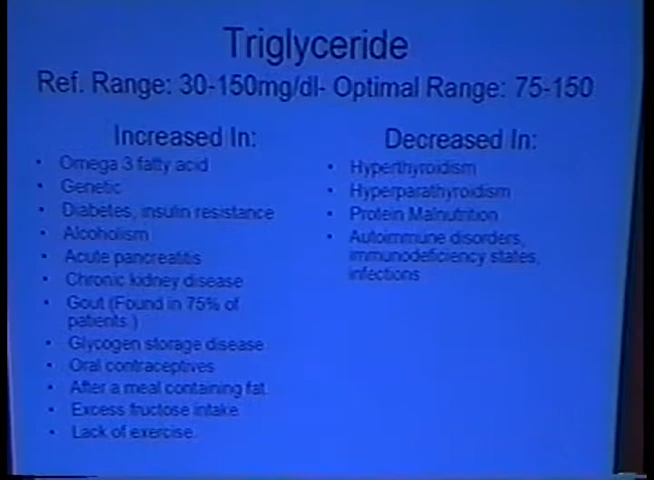 Triglyceride
Ref. Range: 30-150mg/dl- Optimal Range: 75-150
Increased In:
• Omega 3 fatty acid
• Genetic
• Diabetes, insulin resistance
• Alcoholism
• Acute pancreatitis
• Chronic kidney disease
• Gout (Found in 75% of
patients )
• Glycogen storage disease
• Oral contraceptives
• After a meal containing fat.
• Excess fructose intake
• Lack of exercise.
Decreased In:
• Hyperthyroidism
• Hyperparathyroidism
• Protein Malnutrition
• Autoimmune disorders,
immunodeficiency states,
infections